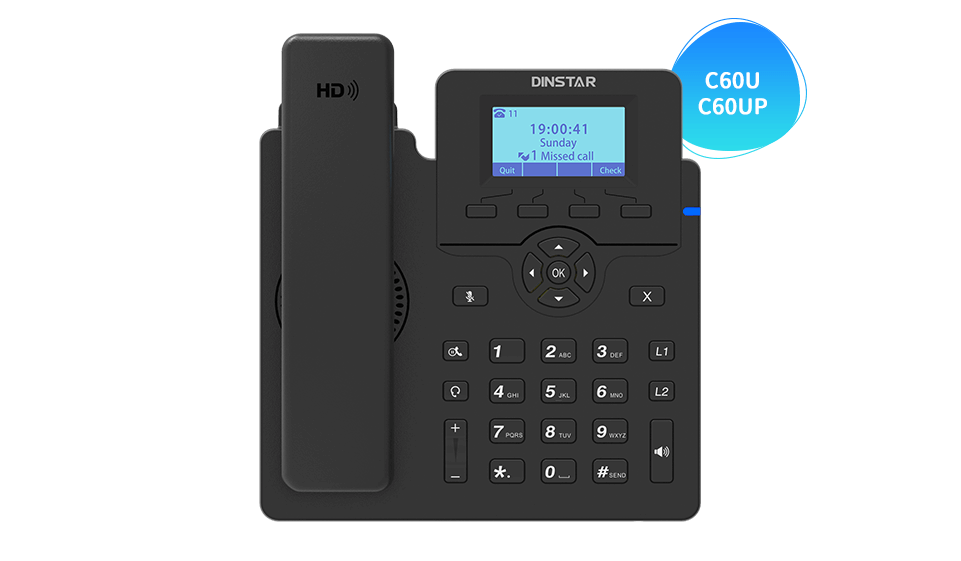 HD
DINSTAR
C60U
C60UP
11
19:00:41
Sunday
1 Missed call
Quit Check
OK
X
1 2 ABC 3 DEF L1
4 GHI 5 JKL 6 MNO L2
+ 7 PQRS 8 TUV 9 WXYZ
− *. 0 # SEND